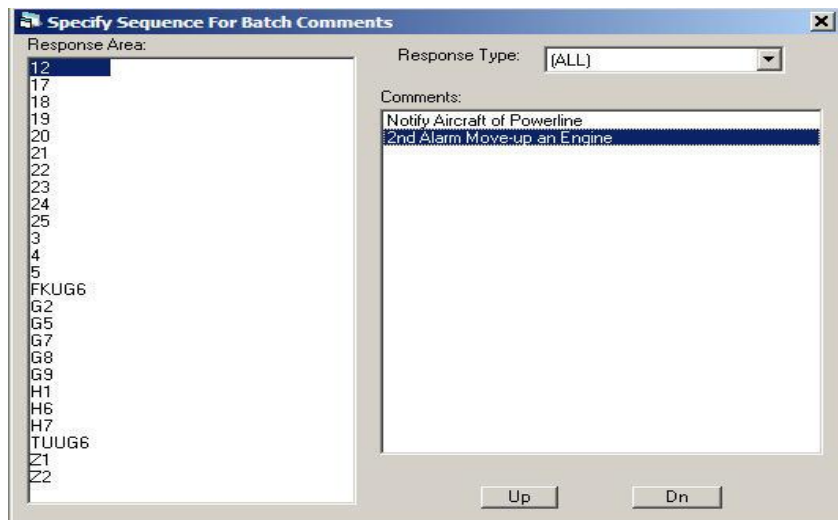 Specify Sequence For Batch Comments
Response Area:
12
17
18
19
20
21
22
23
24
25
3
4
5
FKUG6
G2
G5
G7
G8
G9
H1
H6
H7
TUUG6
Z1
Z2
Response Type: (ALL)
Comments:
Notify Aircraft of Powerline
2nd Alarm Move-up an Engine
Up Dn